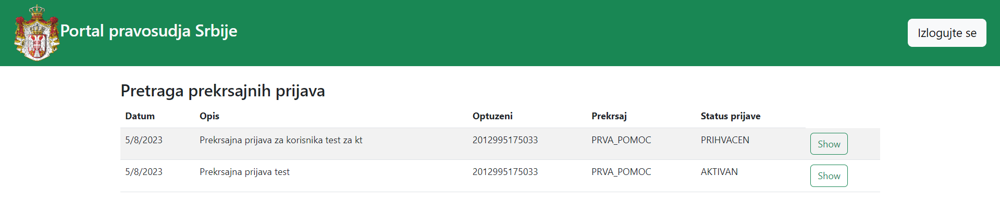 Portal pravosudja Srbije
Izlogujte se
Pretraga prekrsajnih prijava
Datum Opis Optuzeni Prekrsaj Status prijave
5/8/2023 Prekrsajna prijava za korisnika test za kt 2012995175033 PRVA_POMOC PRIHVACEN Show
5/8/2023 Prekrsajna prijava test 2012995175033 PRVA_POMOC AKTIVAN Show